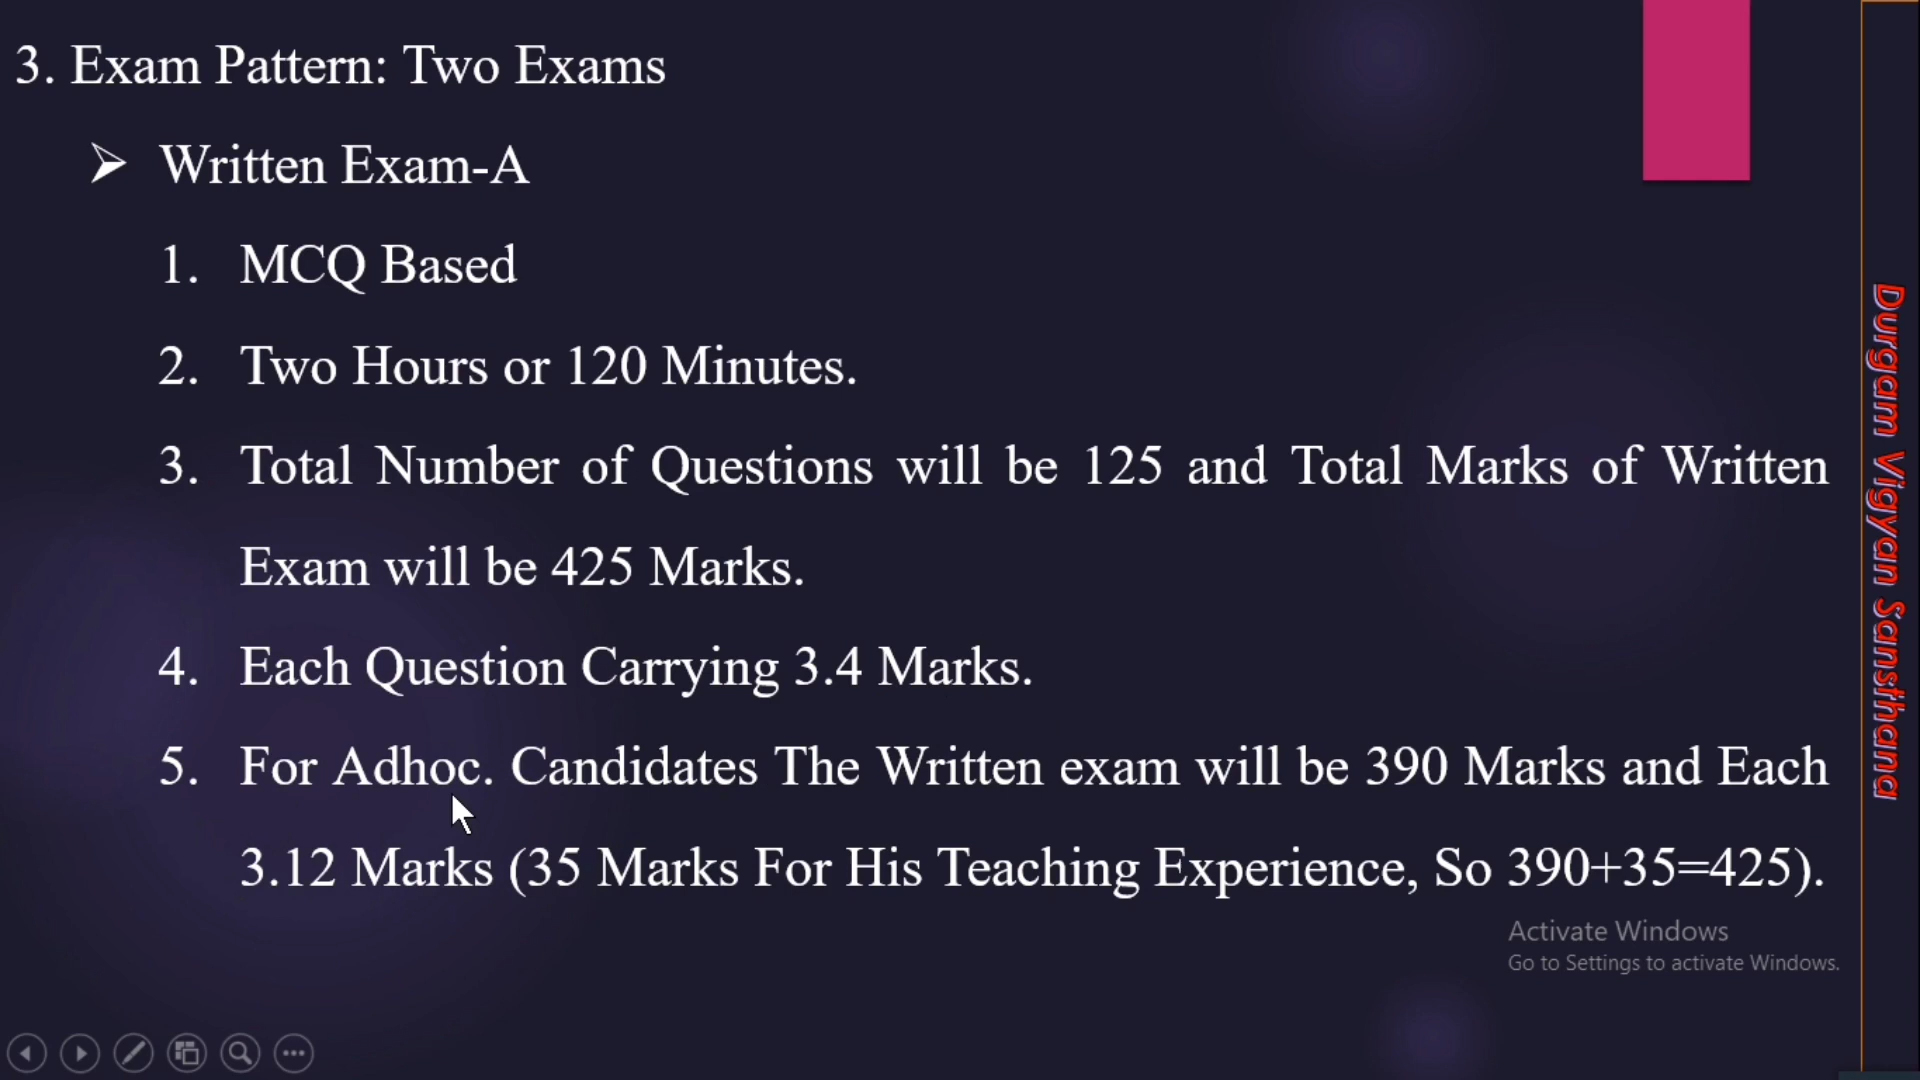 3. Exam Pattern: Two Exams
➢ Written Exam-A
1. MCQ Based
2. Two Hours or 120 Minutes.
3. Total Number of Questions will be 125 and Total Marks of Written
Exam will be 425 Marks.
4. Each Question Carrying 3.4 Marks.
5. For Adhoc. Candidates The Written exam will be 390 Marks and Each
3.12 Marks (35 Marks For His Teaching Experience, So 390+35=425).
Activate Windows
Go to Settings to activate Windows.
Durgam Vigyan Sansthana